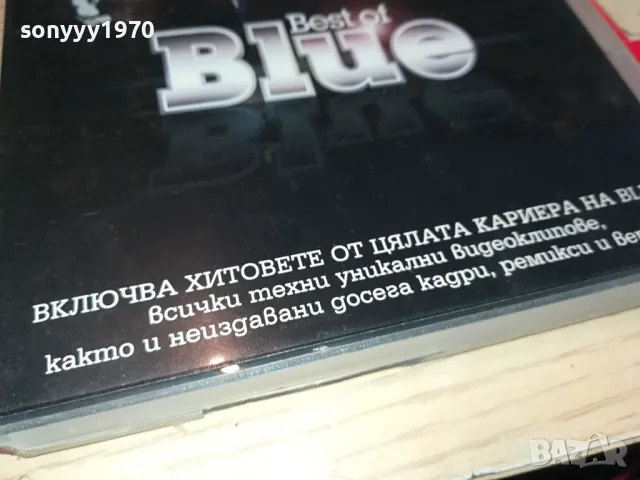 sonyyy1970
Best of
Blue
ВКЛЮЧВА ХИТОВЕТЕ ОТ ЦЯЛАТА КАРИЕРА НА
всички техни уникални видеоклипове,
както и неиздавани досега кадри, ремикси и
BAZAR